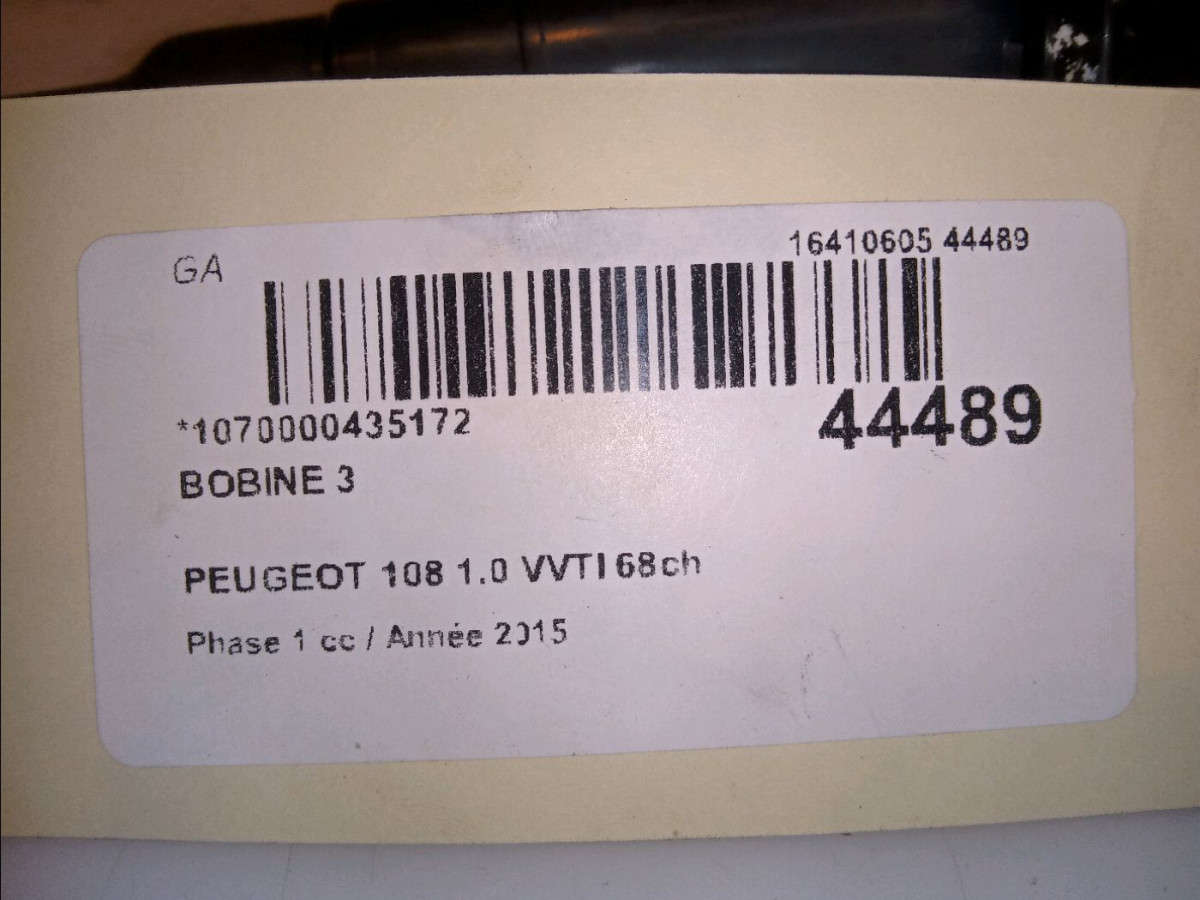 GA
16410605 44489
*1070000435172
44489
BOBINE 3
PEUGEOT 108 1.0 VVTI 68ch
Phase 1 cc / Année 2015